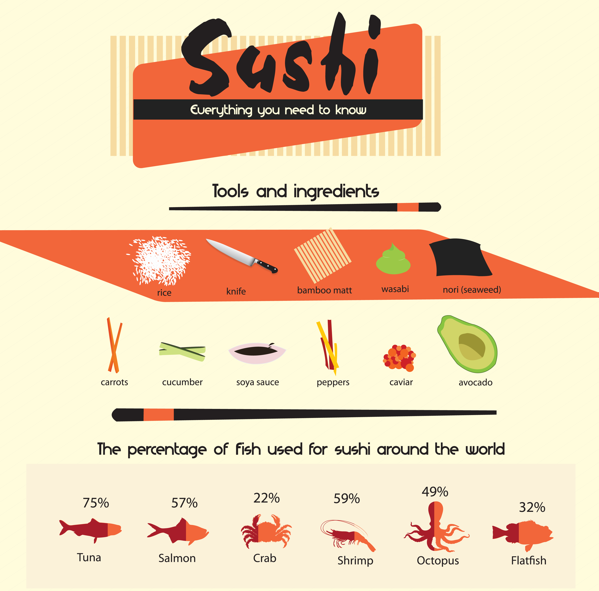 Sushi
Everything you need to know
Tools and ingredients
rice
knife
bamboo matt
wasabi
nori (seaweed)
carrots
cucumber
soya sauce
peppers
caviar
avocado
The percentage of fish used for sushi around the world
75%
57%
22%
59%
49%
32%
Tuna
Salmon
Crab
Shrimp
Octopus
Flatfish